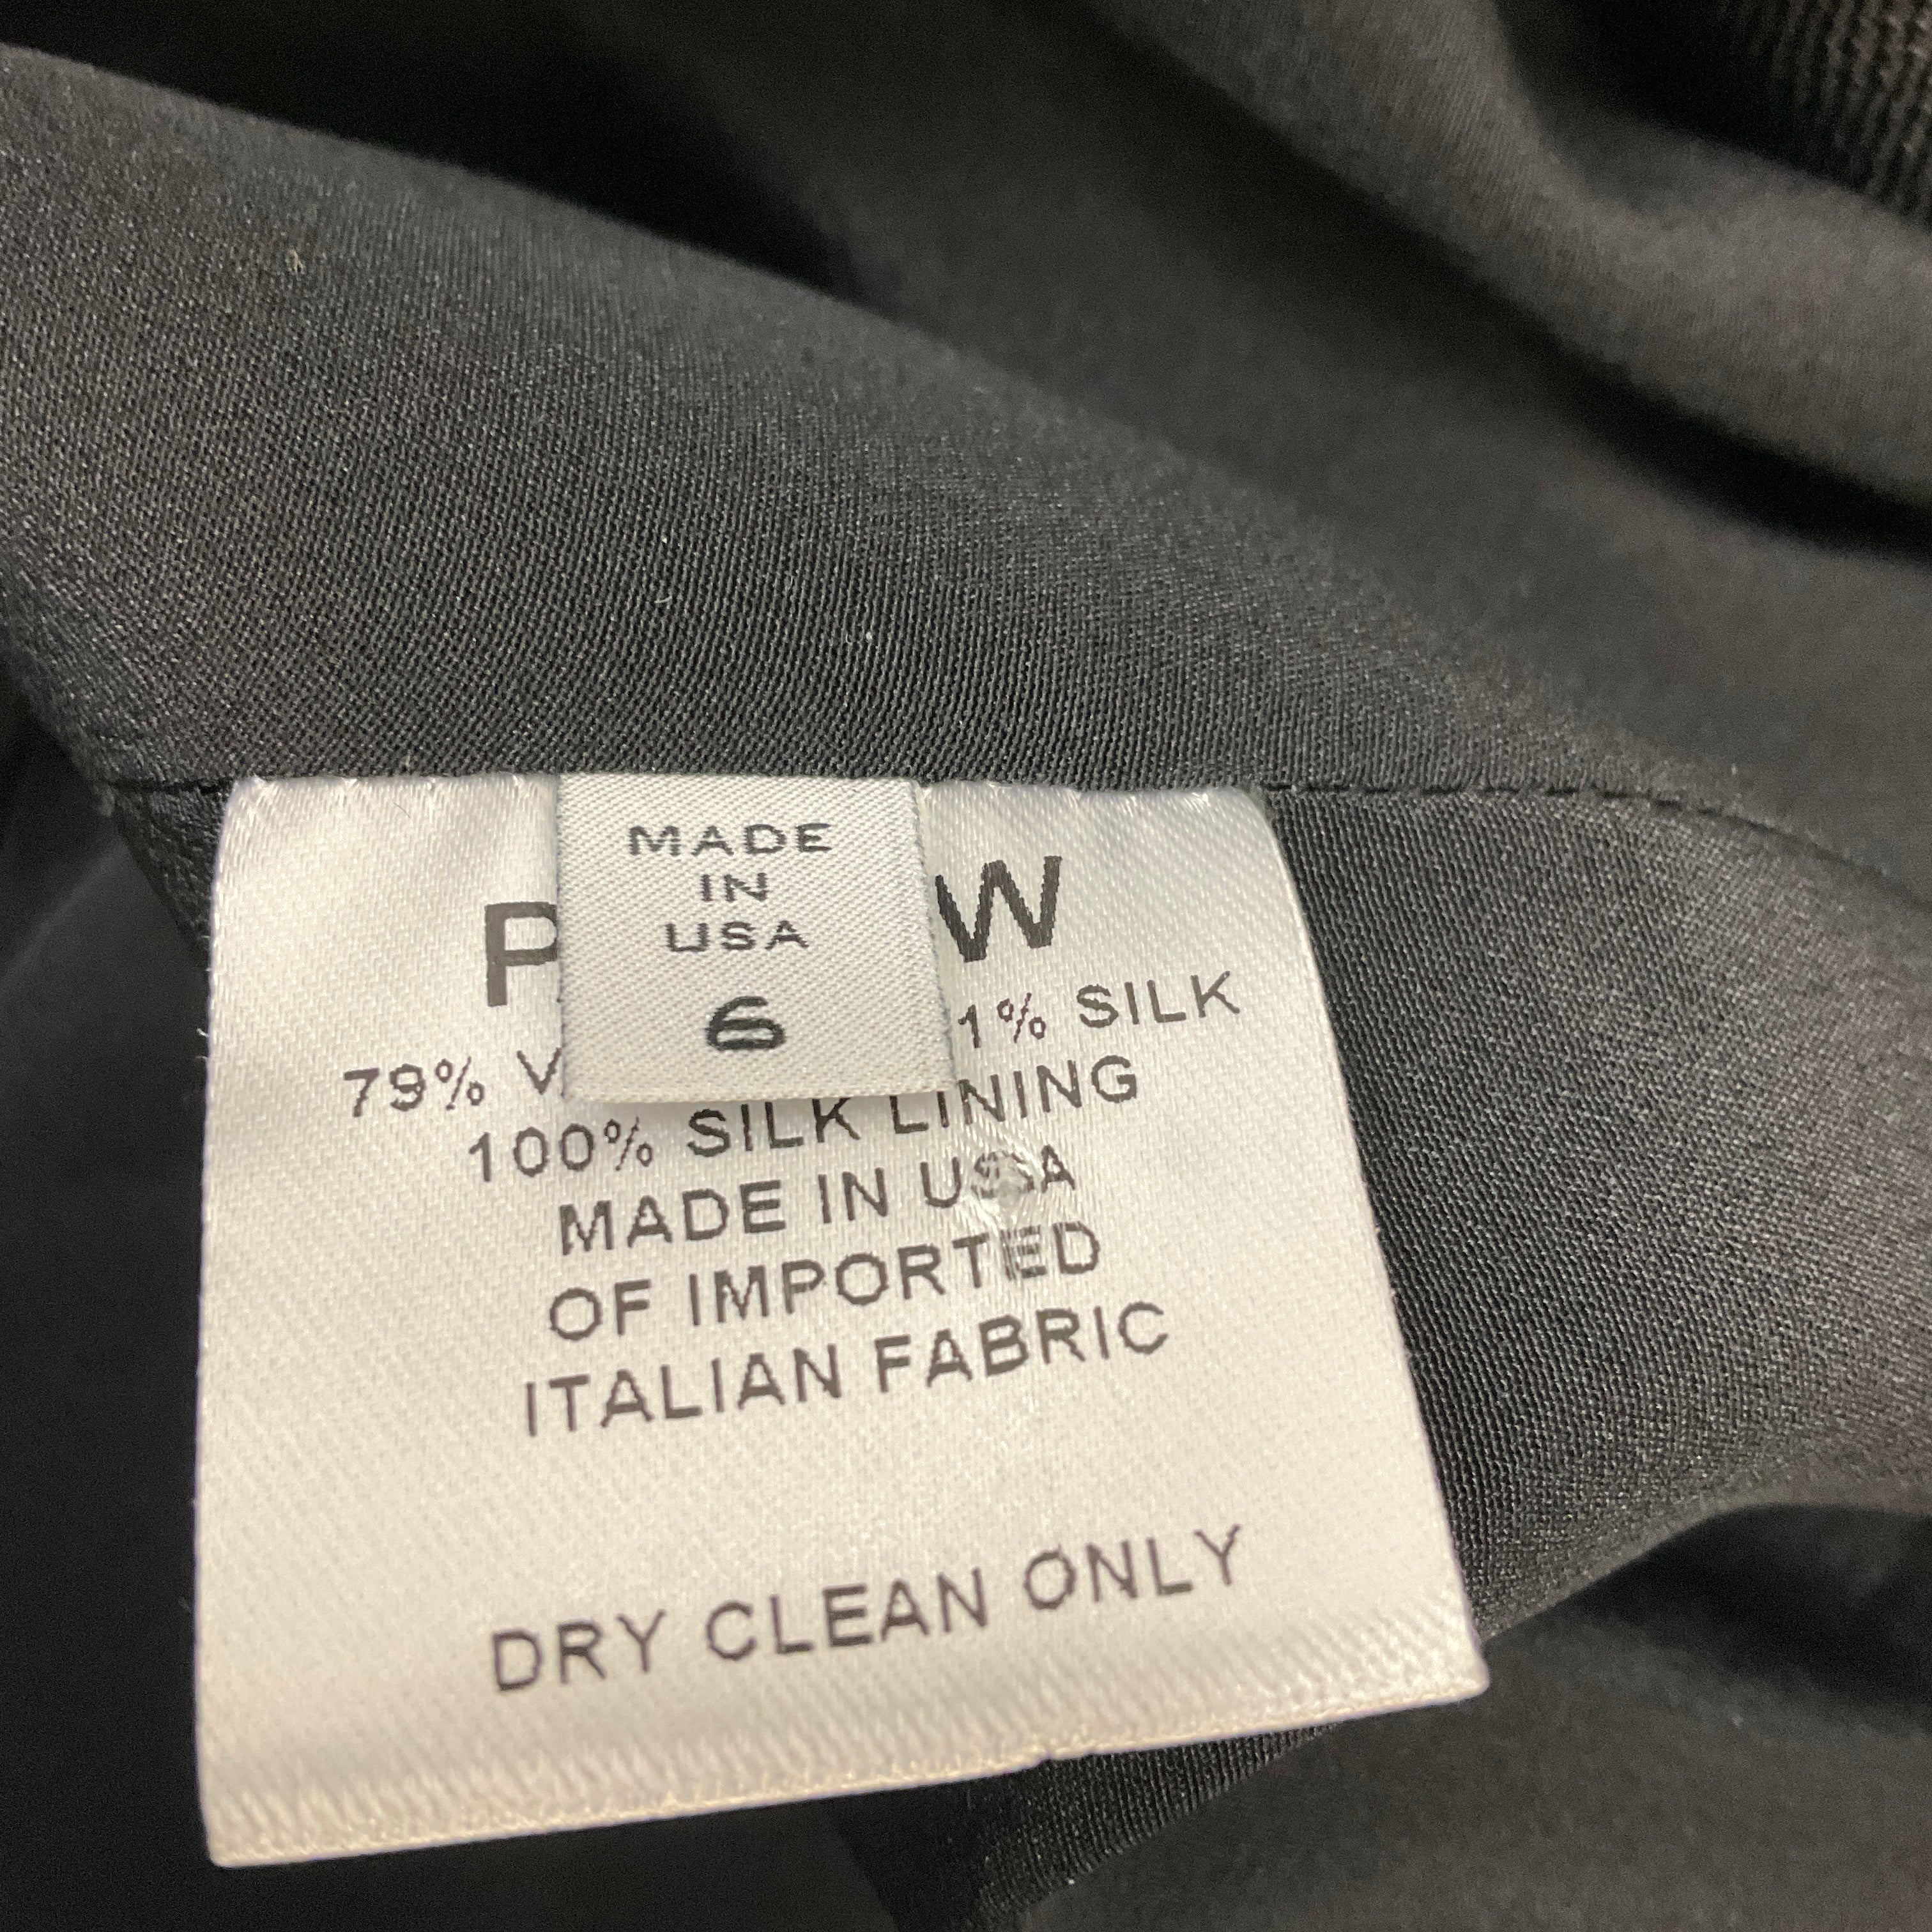 MADE
IN
USA
6
P W
79% V 1% SILK
100% SILK LINING
MADE IN USA
OF IMPORTED
ITALIAN FABRIC
DRY CLEAN ONLY